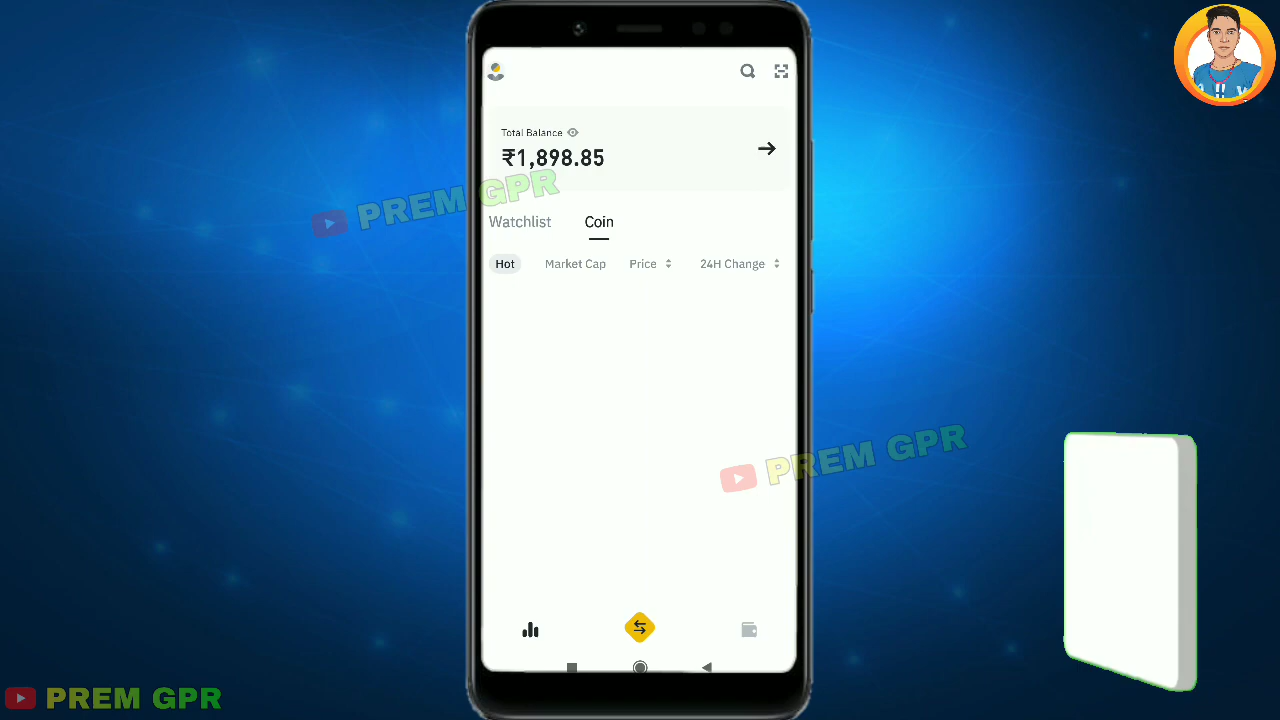 Total Balance
₹1,898.85
PREM GPR
Watchlist Coin
Hot Market Cap Price 24H Change
PREM GPR
PREM GPR